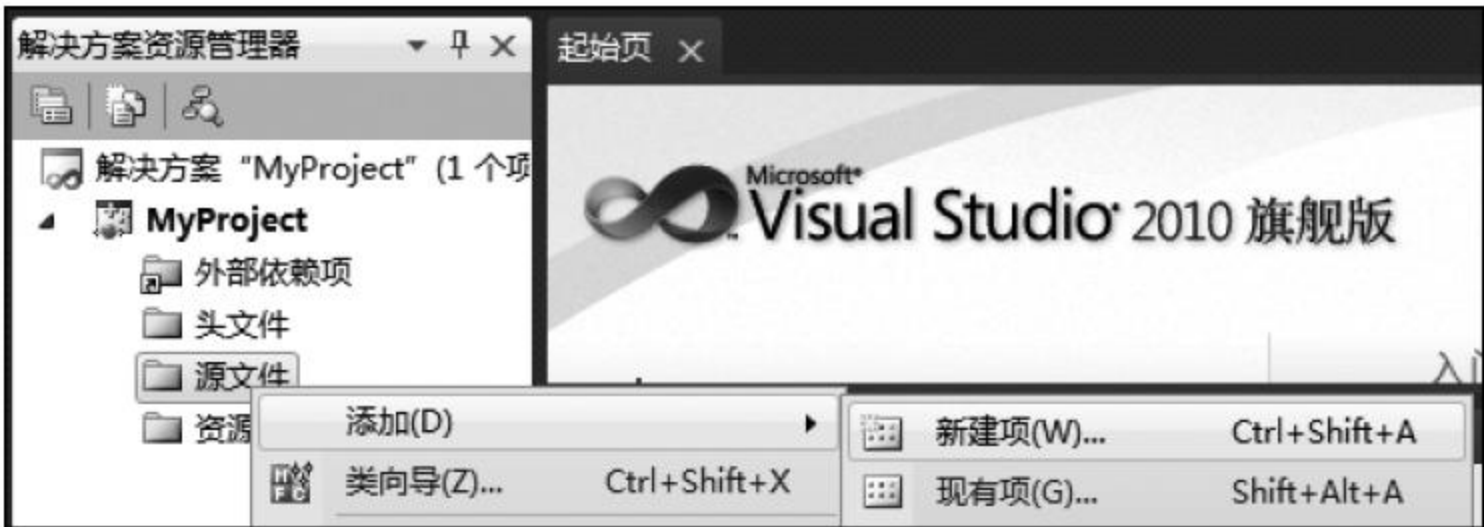 解决方案资源管理器
起始页
解决方案 "MyProject" (1 个项
MyProject
外部依赖项
头文件
源文件
资源
Microsoft®
Visual Studio® 2010 旗舰版
入门
添加(D)
类向导(Z)... Ctrl+Shift+X
新建项(W)... Ctrl+Shift+A
现有项(G)... Shift+Alt+A